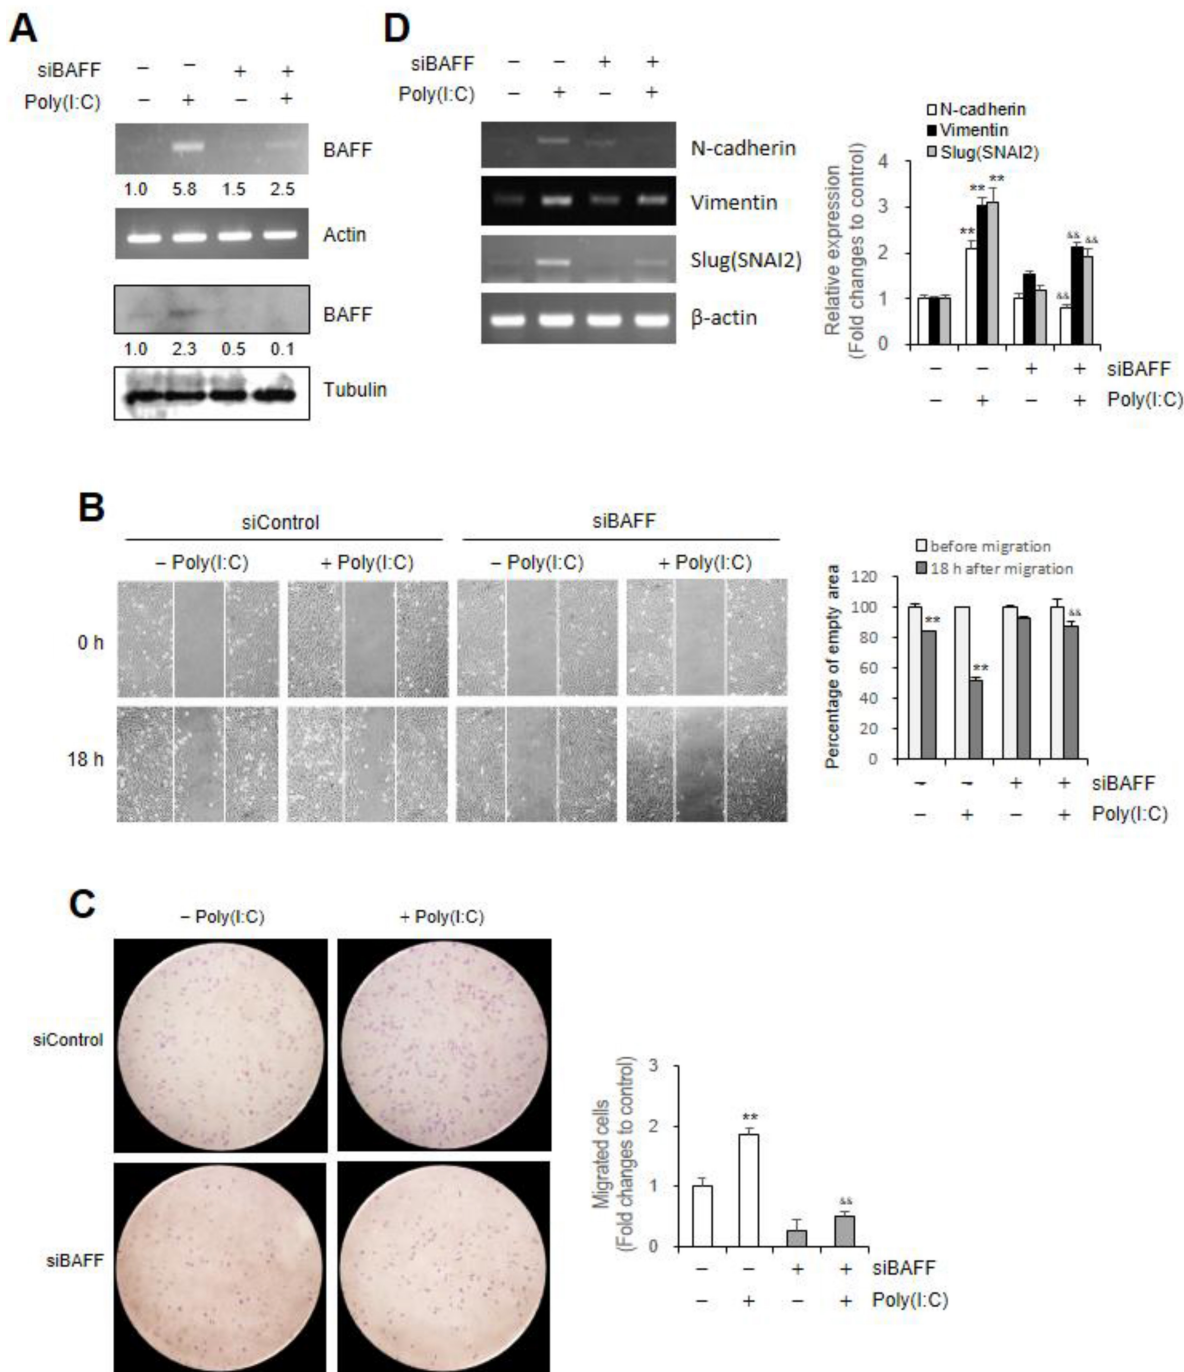 A
siBAFF − − + +
Poly(I:C) − + − +
BAFF
1.0 5.8 1.5 2.5
Actin
BAFF
1.0 2.3 0.5 0.1
Tubulin
D
siBAFF − − + +
Poly(I:C) − + − +
N-cadherin
Vimentin
Slug(SNAI2)
β-actin
N-cadherin
Vimentin
Slug(SNAI2)
Relative expression
(Fold changes to control)
4
3
2
1
0
** ** **
&& && &&
− − + + siBAFF
− + − + Poly(I:C)
B
siControl siBAFF
− Poly(I:C) + Poly(I:C) − Poly(I:C) + Poly(I:C)
0 h
18 h
before migration
18 h after migration
Percentage of empty area
120
100
80
60
40
20
0
** ** &&
− − + + siBAFF
− + − + Poly(I:C)
C
− Poly(I:C) + Poly(I:C)
siControl
siBAFF
Migrated cells
(Fold changes to control)
3
2
1
0
** &&
− − + + siBAFF
− + − + Poly(I:C)